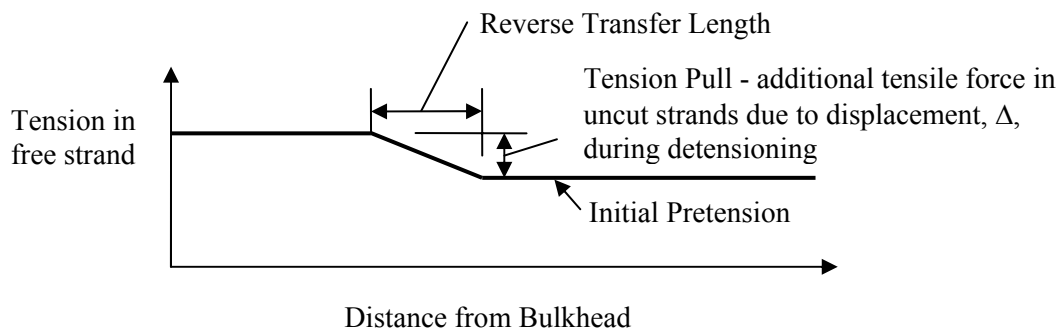 Reverse Transfer Length
Tension Pull - additional tensile force in
uncut strands due to displacement, Δ,
during detensioning
Tension in
free strand
Initial Pretension
Distance from Bulkhead